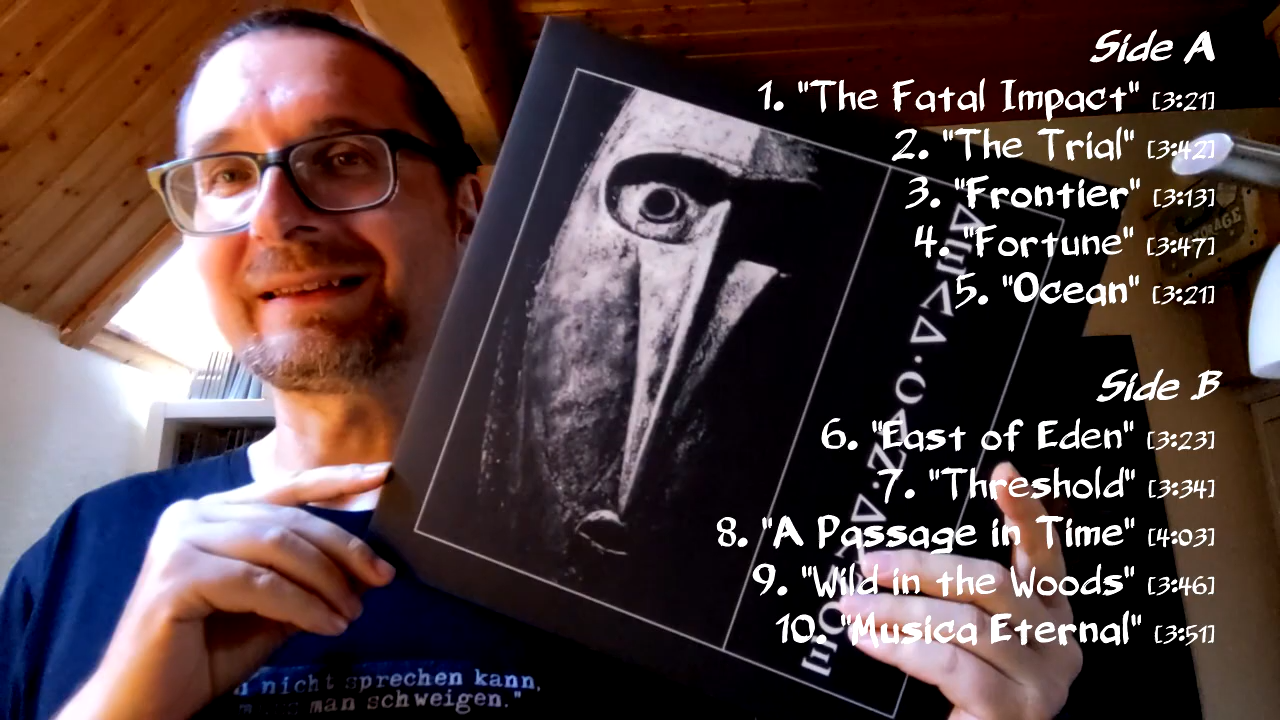 Side A
1. "The Fatal Impact" [3:21]
2. "The Trial" [3:42]
3. "Frontier" [3:13]
4. "Fortune" [3:47]
5. "Ocean" [3:21]
Side B
6. "East of Eden" [3:23]
7. "Threshold" [3:34]
8. "A Passage in Time" [4:03]
9. "Wild in the Woods" [3:46]
10. "Musica Eternal" [3:51]
nicht sprechen kann,
man schweigen."